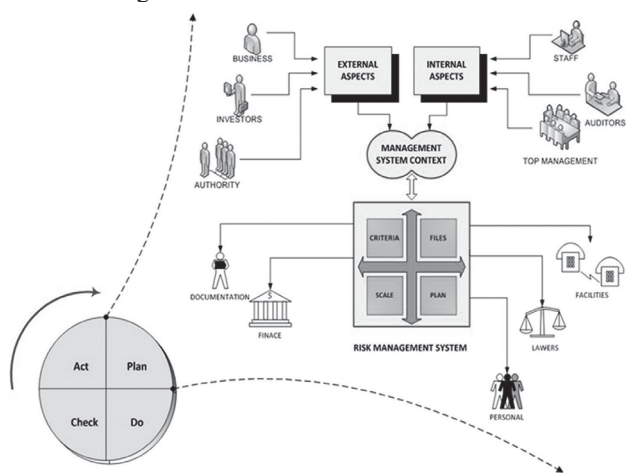 BUSINESS
INVESTORS
AUTHORITY
EXTERNAL
ASPECTS
INTERNAL
ASPECTS
STAFF
AUDITORS
TOP MANAGEMENT
MANAGEMENT
SYSTEM CONTEXT
CRITERIA
FILES
SCALE
PLAN
RISK MANAGEMENT SYSTEM
DOCUMENTATION
$
FINACE
FACILITIES
LAWERS
PERSONAL
Act
Plan
Check
Do